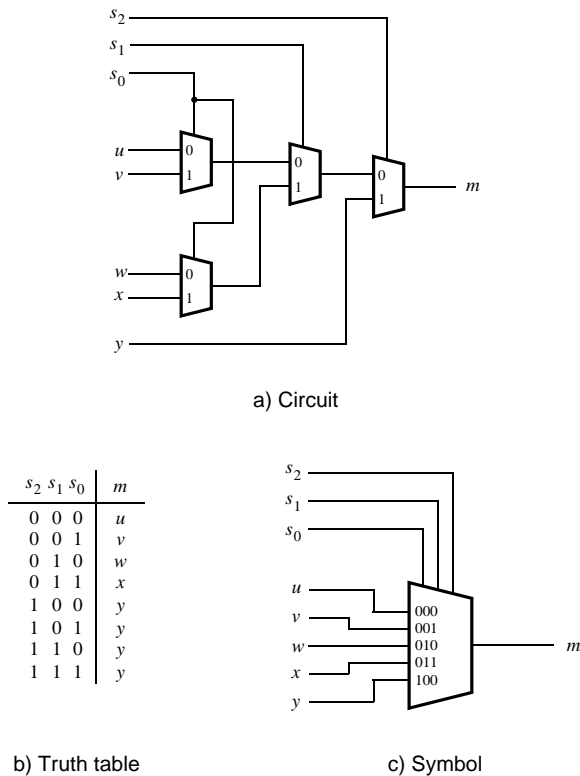 s2
s1
s0
u 0
v 1
0
1
0
1
m
w 0
x 1
y
a) Circuit
s2 s1 s0 m
0 0 0 u
0 0 1 v
0 1 0 w
0 1 1 x
1 0 0 y
1 0 1 y
1 1 0 y
1 1 1 y
b) Truth table
s2
s1
s0
u 000
v 001
w 010
x 011
y 100
m
c) Symbol